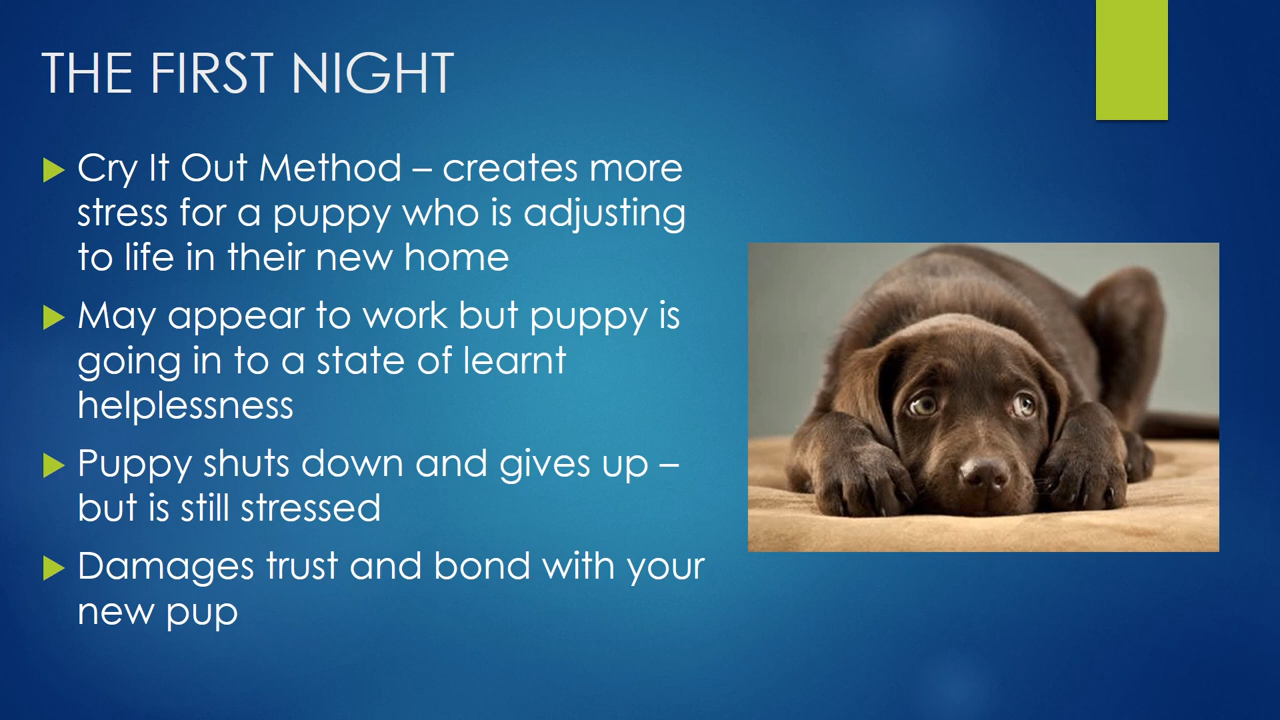 THE FIRST NIGHT
Cry It Out Method – creates more
stress for a puppy who is adjusting
to life in their new home
May appear to work but puppy is
going in to a state of learnt
helplessness
Puppy shuts down and gives up –
but is still stressed
Damages trust and bond with your
new pup